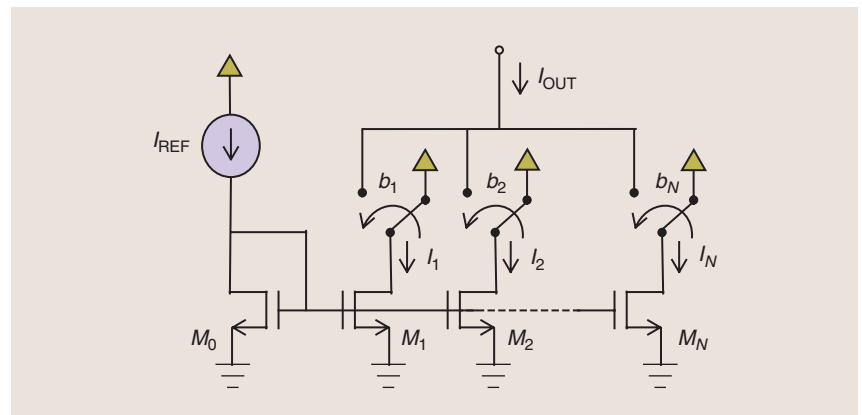 I_OUT
I_REF
b_1 b_2 b_N
I_1 I_2 I_N
M_0 M_1 M_2 M_N